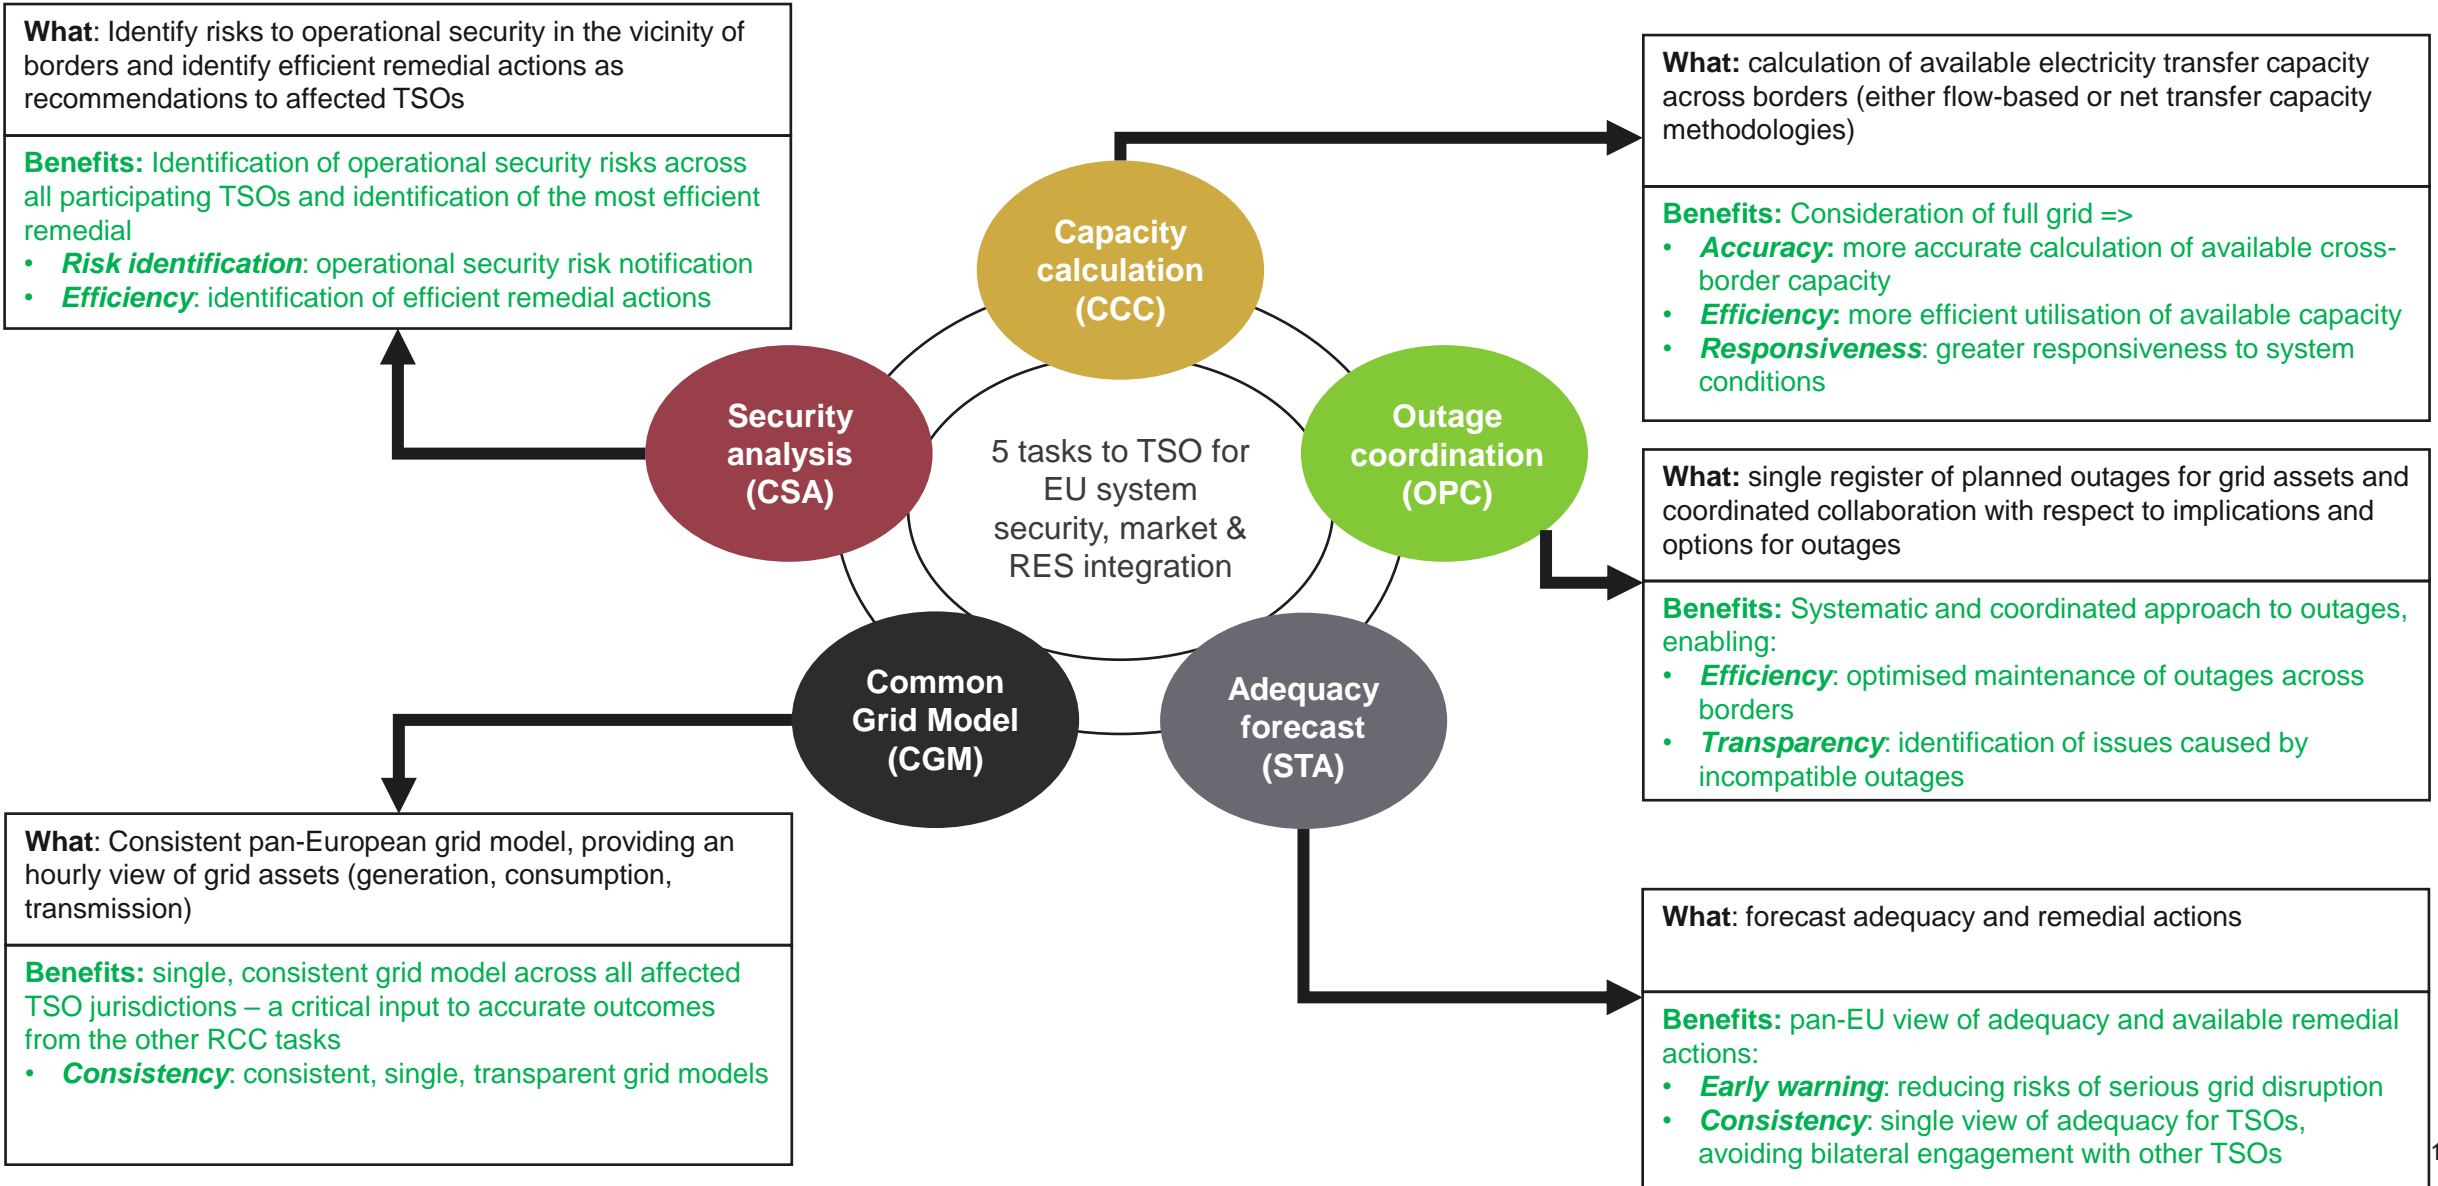 What: Identify risks to operational security in the vicinity of
borders and identify efficient remedial actions as
recommendations to affected TSOs
Benefits: Identification of operational security risks across
all participating TSOs and identification of the most efficient
remedial
• Risk identification: operational security risk notification
• Efficiency: identification of efficient remedial actions
What: calculation of available electricity transfer capacity
across borders (either flow-based or net transfer capacity
methodologies)
Benefits: Consideration of full grid =>
• Accuracy: more accurate calculation of available cross-
border capacity
• Efficiency: more efficient utilisation of available capacity
• Responsiveness: greater responsiveness to system
conditions
Capacity
calculation
(CCC)
Security
analysis
(CSA)
5 tasks to TSO for
EU system
security, market &
RES integration
Outage
coordination
(OPC)
Common
Grid Model
(CGM)
Adequacy
forecast
(STA)
What: single register of planned outages for grid assets and
coordinated collaboration with respect to implications and
options for outages
Benefits: Systematic and coordinated approach to outages,
enabling:
• Efficiency: optimised maintenance of outages across
borders
• Transparency: identification of issues caused by
incompatible outages
What: Consistent pan-European grid model, providing an
hourly view of grid assets (generation, consumption,
transmission)
Benefits: single, consistent grid model across all affected
TSO jurisdictions – a critical input to accurate outcomes
from the other RCC tasks
• Consistency: consistent, single, transparent grid models
What: forecast adequacy and remedial actions
Benefits: pan-EU view of adequacy and available remedial
actions:
• Early warning: reducing risks of serious grid disruption
• Consistency: single view of adequacy for TSOs,
avoiding bilateral engagement with other TSOs